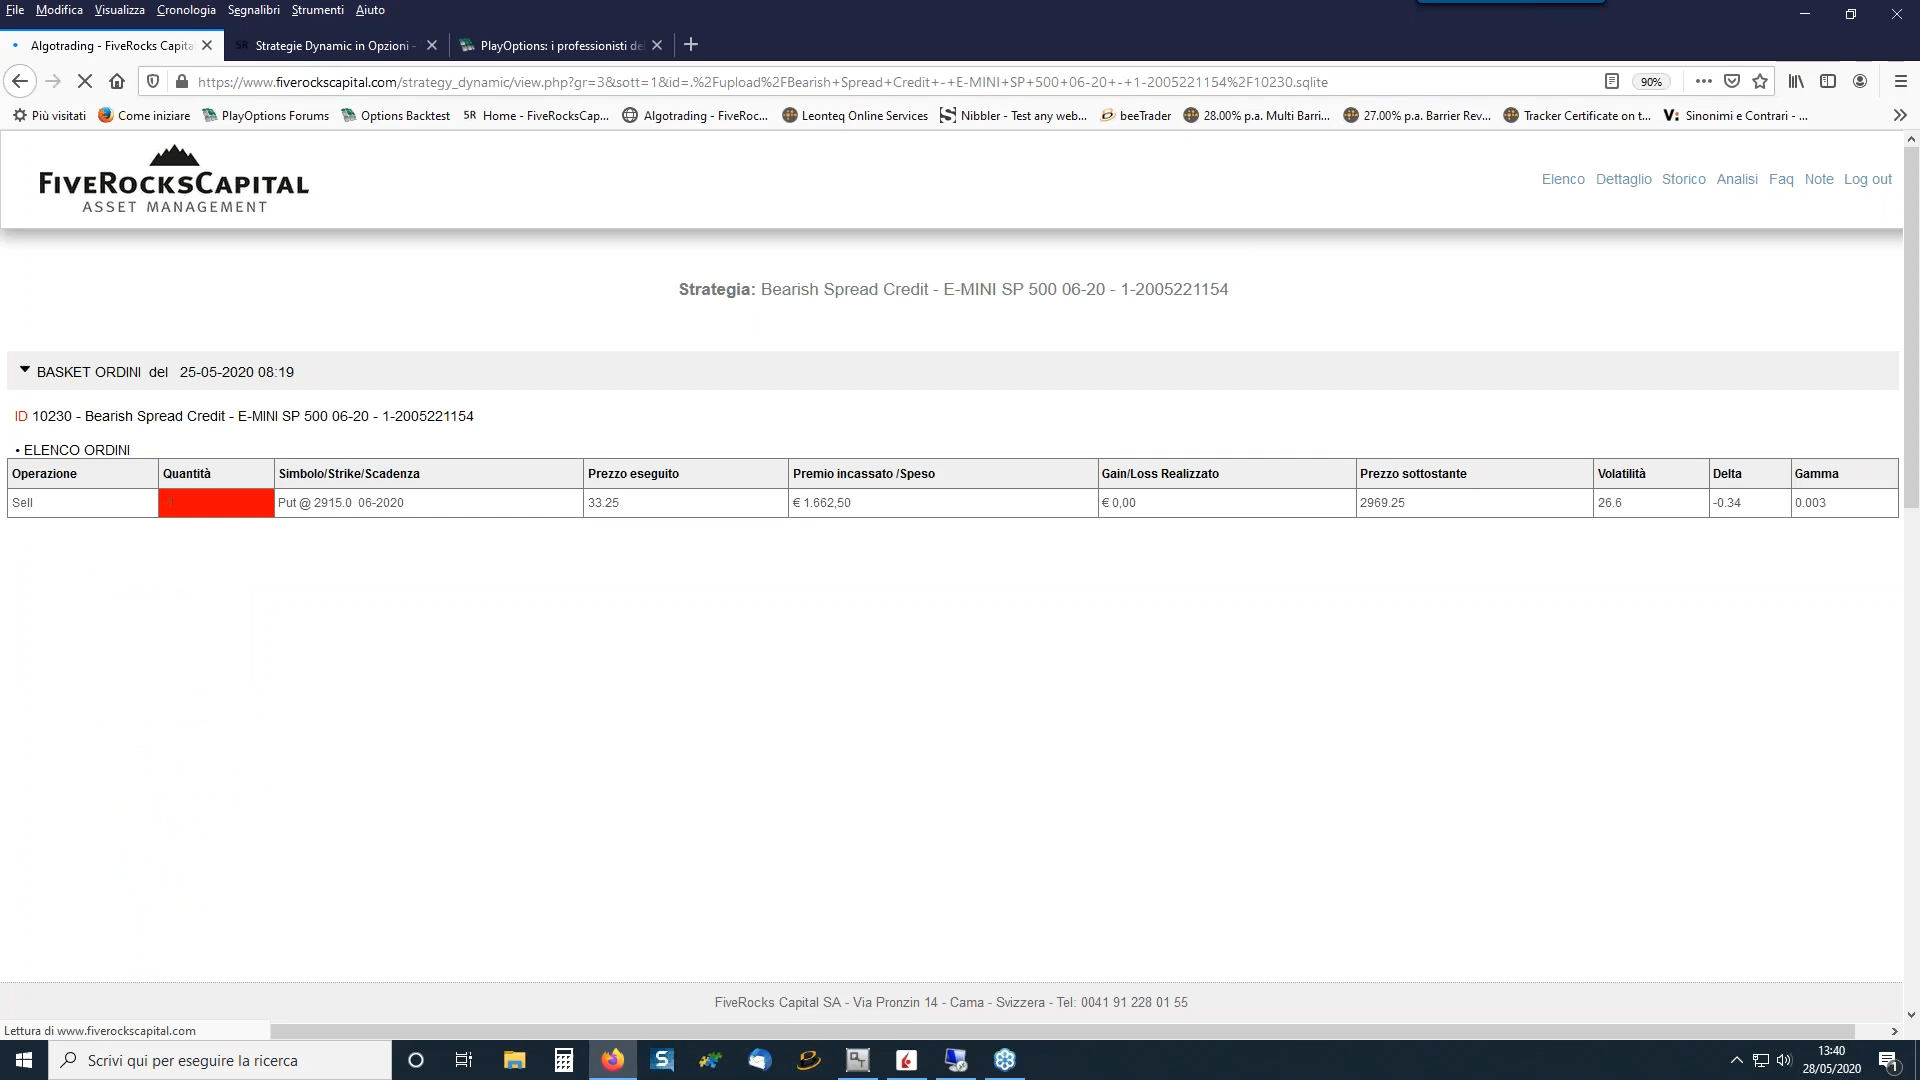 File Modifica Visualizza Cronologia Segnalibri Strumenti Aiuto
Algotrading - FiveRocks Capita
5R Strategie Dynamic in Opzioni -
PlayOptions: i professionisti de
https://www.fiverockscapital.com/strategy_dynamic/view.php?gr=3&sott=1&id=.%2Fupload%2FBearish+Spread+Credit+-+E-MINI+SP+500+06-20+-+1-2005221154%2F10230.sqlite
90%
Più visitati Come iniziare PlayOptions Forums Options Backtest 5R Home - FiveRocksCap... Algotrading - FiveRoc... Leonteq Online Services Nibbler - Test any web... beeTrader 28.00% p.a. Multi Barri... 27.00% p.a. Barrier Rev... Tracker Certificate on t... V: Sinonimi e Contrari - ...
FIVEROCKSCAPITAL
ASSET MANAGEMENT
Elenco Dettaglio Storico Analisi Faq Note Log out
Strategia: Bearish Spread Credit - E-MINI SP 500 06-20 - 1-2005221154
BASKET ORDINI del 25-05-2020 08:19
ID 10230 - Bearish Spread Credit - E-MINI SP 500 06-20 - 1-2005221154
• ELENCO ORDINI
Operazione Quantità Simbolo/Strike/Scadenza Prezzo eseguito Premio incassato /Speso Gain/Loss Realizzato Prezzo sottostante Volatilità Delta Gamma
Sell Put @ 2915.0 06-2020 33.25 € 1.662,50 € 0,00 2969.25 26.6 -0.34 0.003
FiveRocks Capital SA - Via Pronzin 14 - Cama - Svizzera - Tel: 0041 91 228 01 55
Lettura di www.fiverockscapital.com
Scrivi qui per eseguire la ricerca
13:40
28/05/2020
1